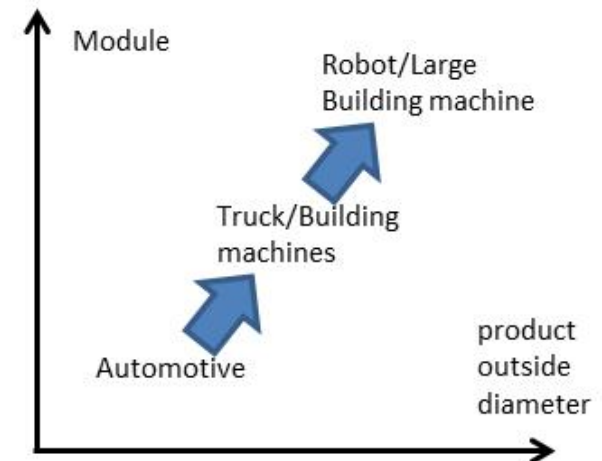 Module
Robot/Large
Building machine
Truck/Building
machines
Automotive
product
outside
diameter